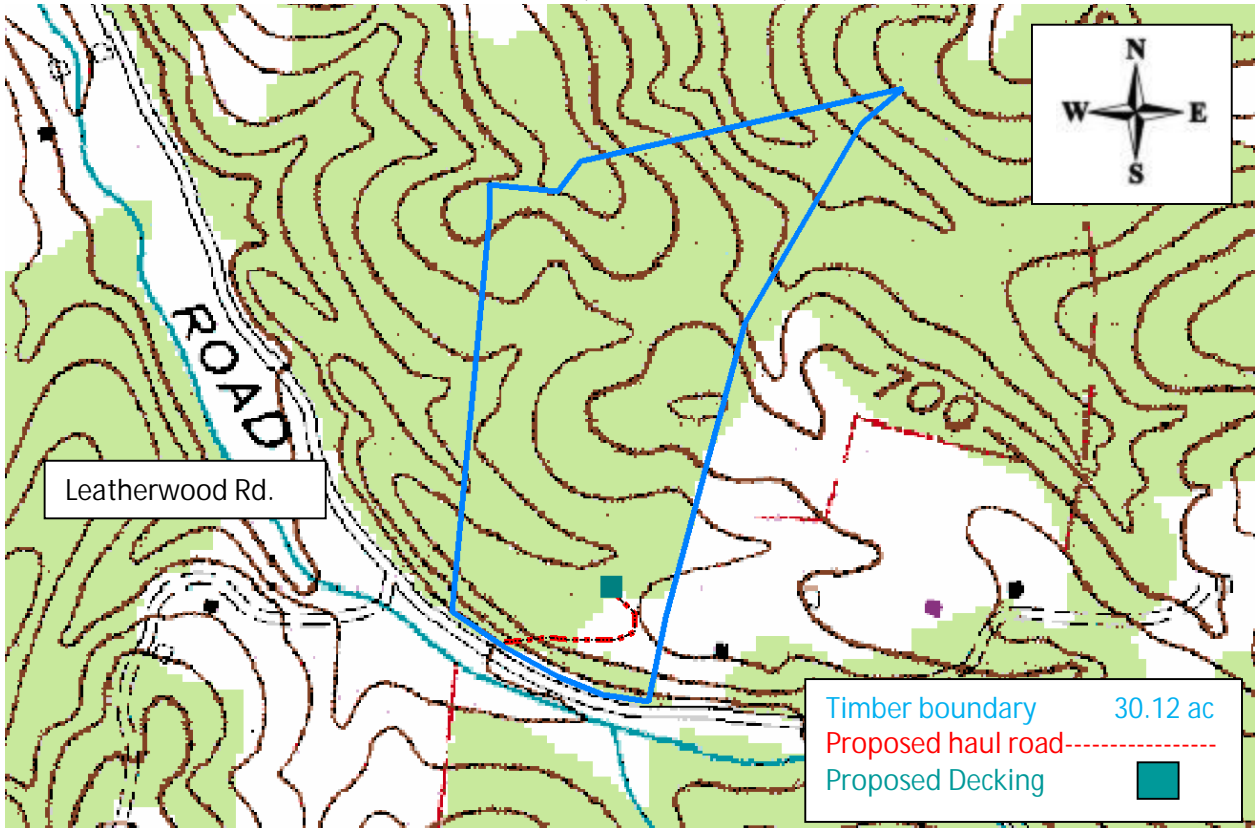 N
W E
S
ROAD
700
Leatherwood Rd.
Timber boundary 30.12 ac
Proposed haul road
Proposed Decking